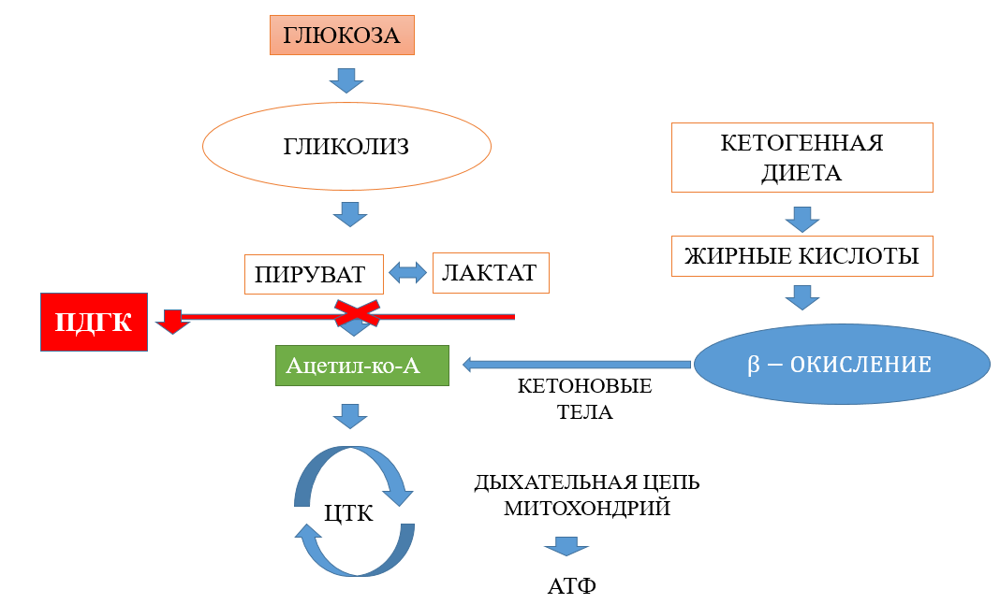 ГЛЮКОЗА
ГЛИКОЛИЗ
КЕТОГЕННАЯ
ДИЕТА
ЖИРНЫЕ КИСЛОТЫ
ПИРУВАТ
ЛАКТАТ
ПДГК
Ацетил-ко-А
β – ОКИСЛЕНИЕ
КЕТОНОВЫЕ
ТЕЛА
ЦТК
ДЫХАТЕЛЬНАЯ ЦЕПЬ
МИТОХОНДРИЙ
АТФ